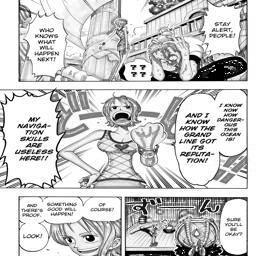 STAY
ALERT,
PEOPLE!
WHO
KNOWS
WHAT
WILL
HAPPEN
NEXT!
???
???
I KNOW
NOW HOW
DANGEROUS
THIS OCEAN
IS!
AND I
KNOW HOW
THE GRAND
LINE GOT
ITS
REPUTA-
TION!
MY
NAVIGA-
TION
SKILLS ARE
USELESS
HERE!!
SURE
YOU'LL
BE
OKAY?
OF
COURSE!
SOMETHING
GOOD WILL
HAPPEN!
AND
THERE'S
PROOF.
LOOK!